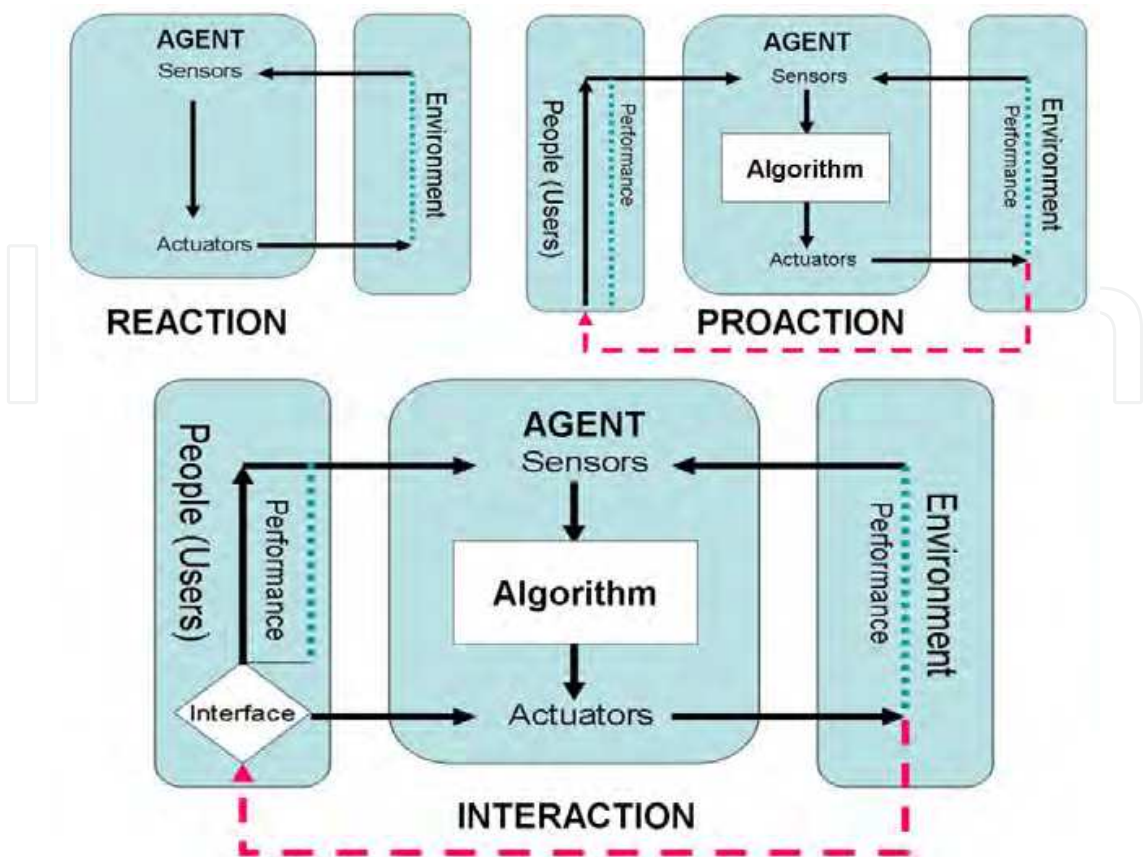 AGENT
Sensors
Actuators
Environment
REACTION
People (Users)
Performance
AGENT
Sensors
Algorithm
Actuators
Performance
Environment
PROACTION
People (Users)
Performance
Interface
AGENT
Sensors
Algorithm
Actuators
Performance
Environment
INTERACTION